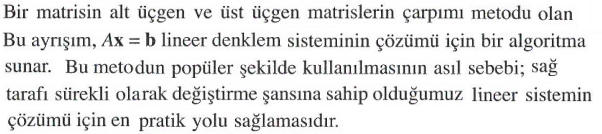 Bir matrisin alt üçgen ve üst üçgen matrislerin çarpımı metodu olan
Bu ayrışım, Ax = b lineer denklem sisteminin çözümü için bir algoritma
sunar. Bu metodun popüler şekilde kullanılmasının asıl sebebi; sağ
tarafı sürekli olarak değiştirme şansına sahip olduğumuz lineer sistemin
çözümü için en pratik yolu sağlamasıdır.